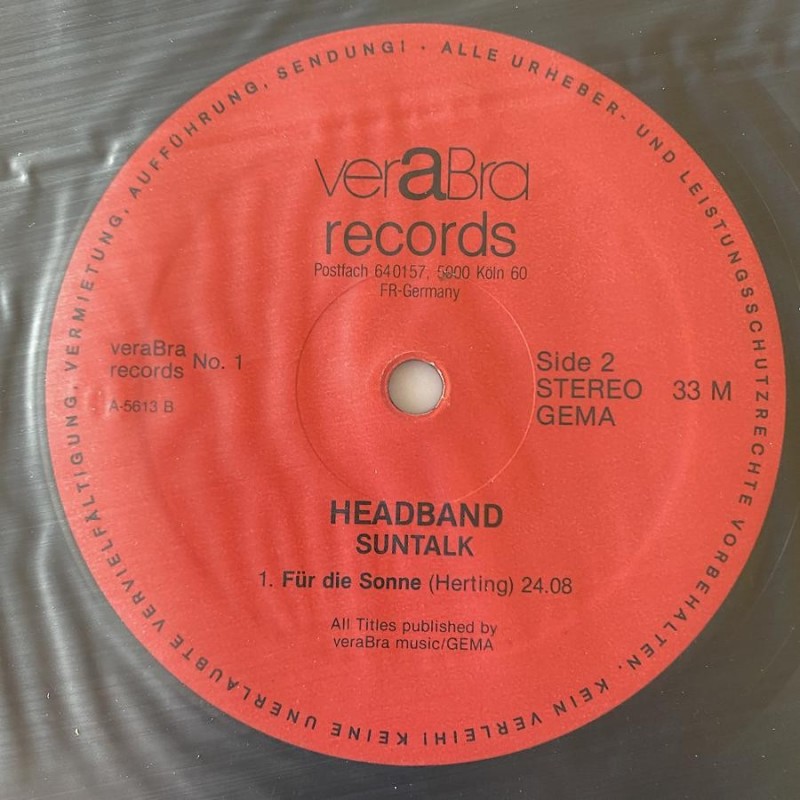 ALLE URHEBER- UND LEISTUNGSSCHUTZRECHTE VORBEHALTEN. KEIN VERLEIH! KEINE UNERLAUBTE VERVIELFÄLTIGUNG, VERMIETUNG, AUFFÜHRUNG, SENDUNG! ·
veraBra
records
Postfach 640157, 5000 Köln 60
FR-Germany
veraBra
records No. 1
A-5613 B
Side 2
STEREO 33 M
GEMA
HEADBAND
SUNTALK
1. Für die Sonne (Herting) 24.08
All Titles published by
veraBra music/GEMA